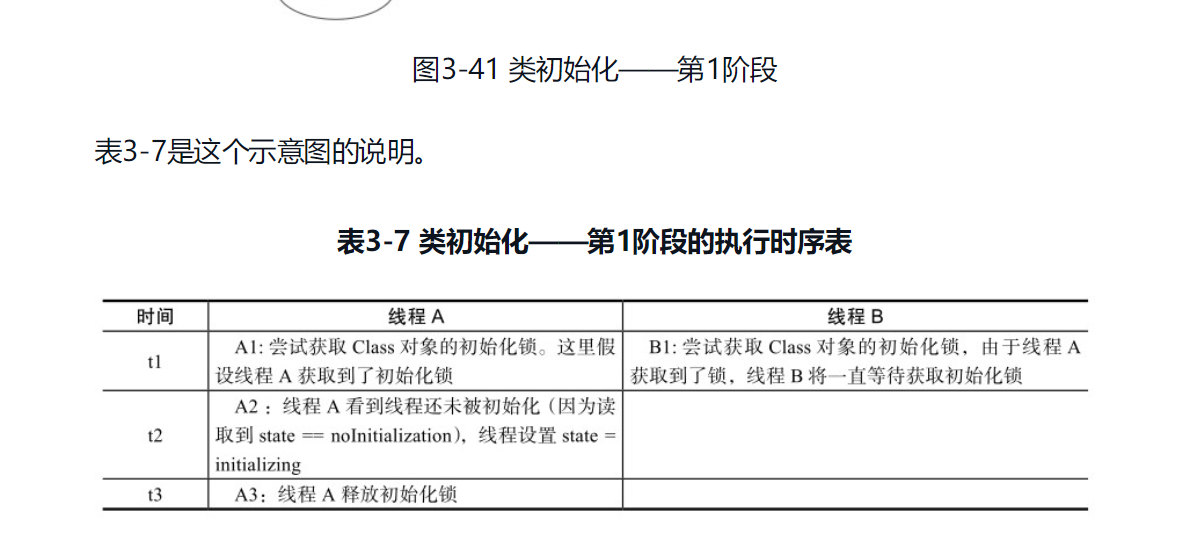 图3-41 类初始化——第1阶段
表3-7是这个示意图的说明。
表3-7 类初始化——第1阶段的执行时序表
时间 线程 A 线程 B
t1 A1: 尝试获取 Class 对象的初始化锁。这里假 B1: 尝试获取 Class 对象的初始化锁，由于线程 A
设线程 A 获取到了初始化锁 获取到了锁，线程 B 将一直等待获取初始化锁
A2：线程 A 看到线程还未被初始化（因为读
t2 取到 state == noInitialization），线程设置 state =
initializing
t3 A3：线程 A 释放初始化锁